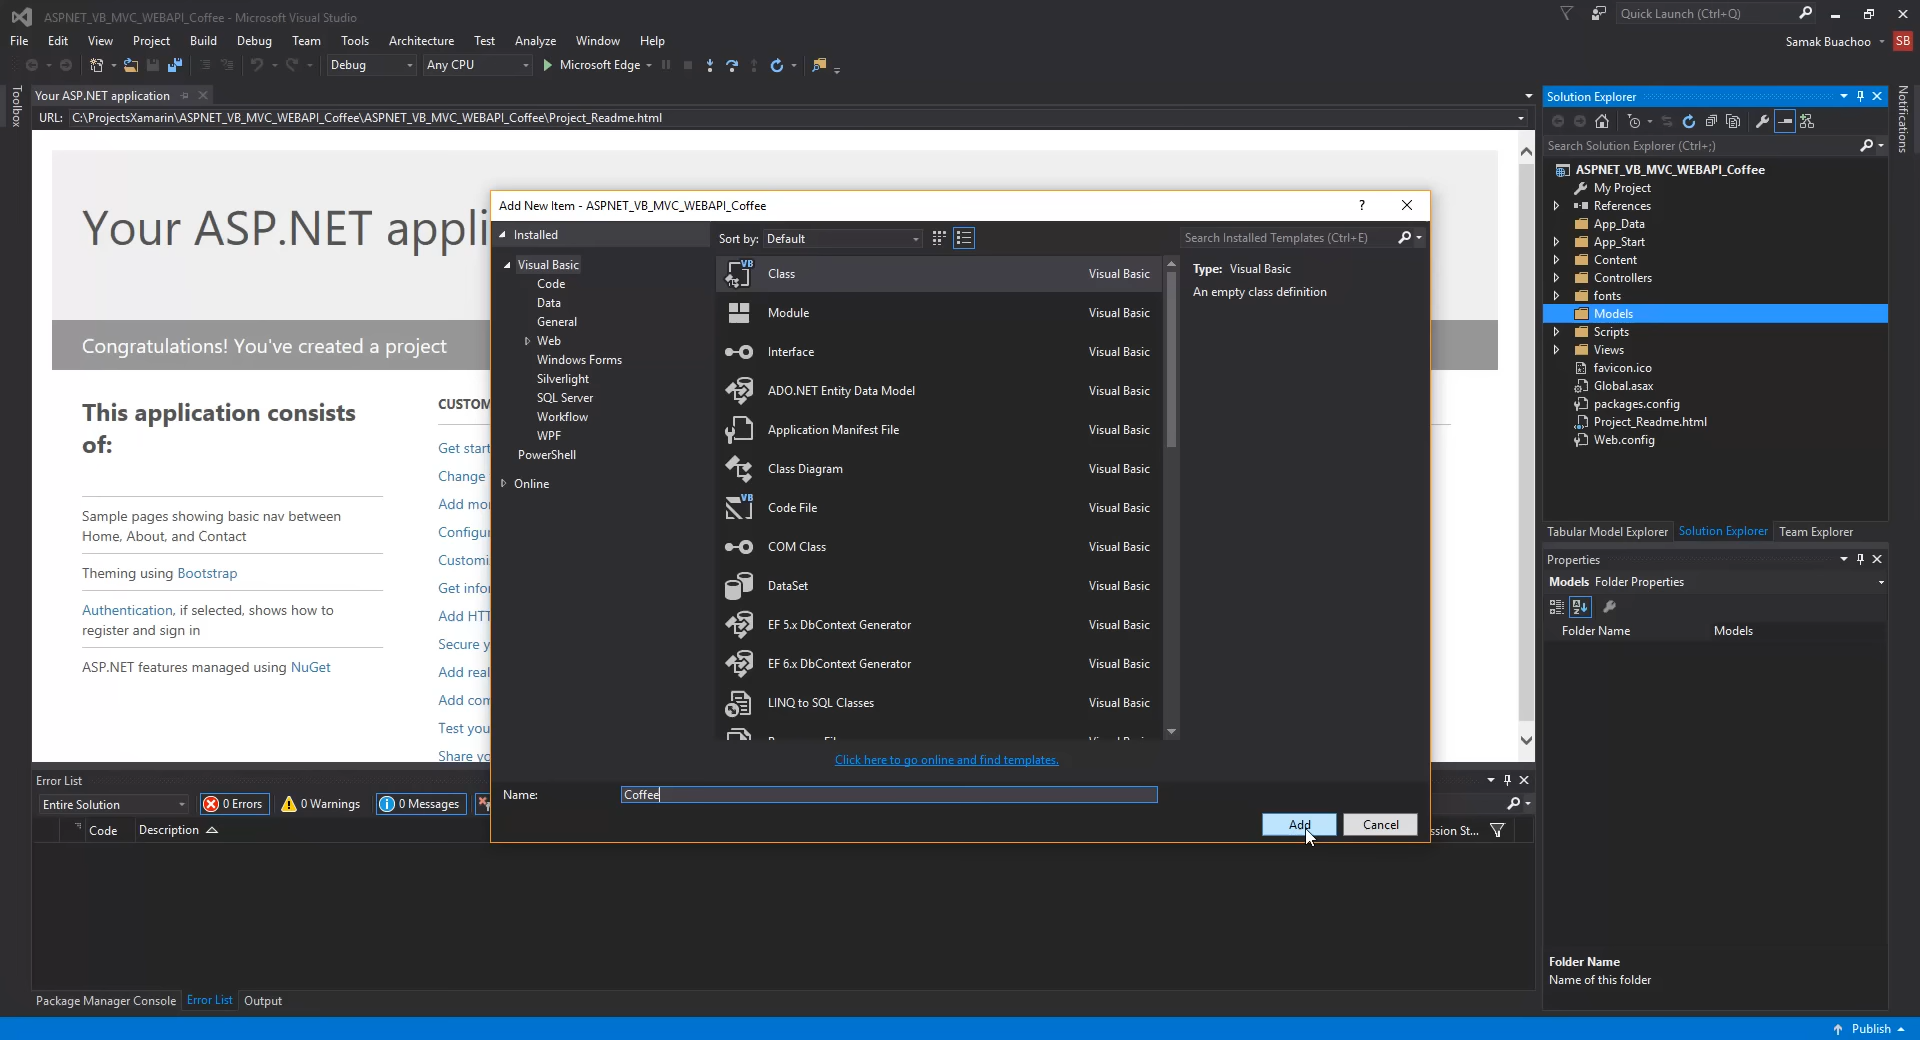 ASPNET_VB_MVC_WEBAPI_Coffee - Microsoft Visual Studio
Quick Launch (Ctrl+Q)
File Edit View Project Build Debug Team Tools Architecture Test Analyze Window Help
Samak Buachoo SB
Debug Any CPU Microsoft Edge
Toolbox
Your ASP.NET application
URL: C:\ProjectsXamarin\ASPNET_VB_MVC_WEBAPI_Coffee\ASPNET_VB_MVC_WEBAPI_Coffee\Project_Readme.html
Your ASP.NET appli
Congratulations! You've created a project
This application consists
of:
Sample pages showing basic nav between
Home, About, and Contact
Theming using Bootstrap
Authentication, if selected, shows how to
register and sign in
ASP.NET features managed using NuGet
CUSTOM
Get start
Change
Add mo
Configu
Customi
Get infor
Add HTT
Secure y
Add real
Add com
Test you
Share yo
Add New Item - ASPNET_VB_MVC_WEBAPI_Coffee
?
Installed
Sort by: Default
Search Installed Templates (Ctrl+E)
Visual Basic
Code
Data
General
Web
Windows Forms
Silverlight
SQL Server
Workflow
WPF
PowerShell
Online
VB Class Visual Basic
Module Visual Basic
Interface Visual Basic
ADO.NET Entity Data Model Visual Basic
Application Manifest File Visual Basic
Class Diagram Visual Basic
VB Code File Visual Basic
COM Class Visual Basic
DataSet Visual Basic
EF 5.x DbContext Generator Visual Basic
EF 6.x DbContext Generator Visual Basic
LINQ to SQL Classes Visual Basic
Click here to go online and find templates.
Type: Visual Basic
An empty class definition
Name: Coffee
Add Cancel
Solution Explorer
Search Solution Explorer (Ctrl+;)
ASPNET_VB_MVC_WEBAPI_Coffee
My Project
References
App_Data
App_Start
Content
Controllers
fonts
Models
Scripts
Views
favicon.ico
Global.asax
packages.config
Project_Readme.html
Web.config
Tabular Model Explorer Solution Explorer Team Explorer
Notifications
Properties
Models Folder Properties
Folder Name Models
Folder Name
Name of this folder
Error List
Entire Solution 0 Errors 0 Warnings 0 Messages
Code Description
ssion St...
Package Manager Console Error List Output
Publish